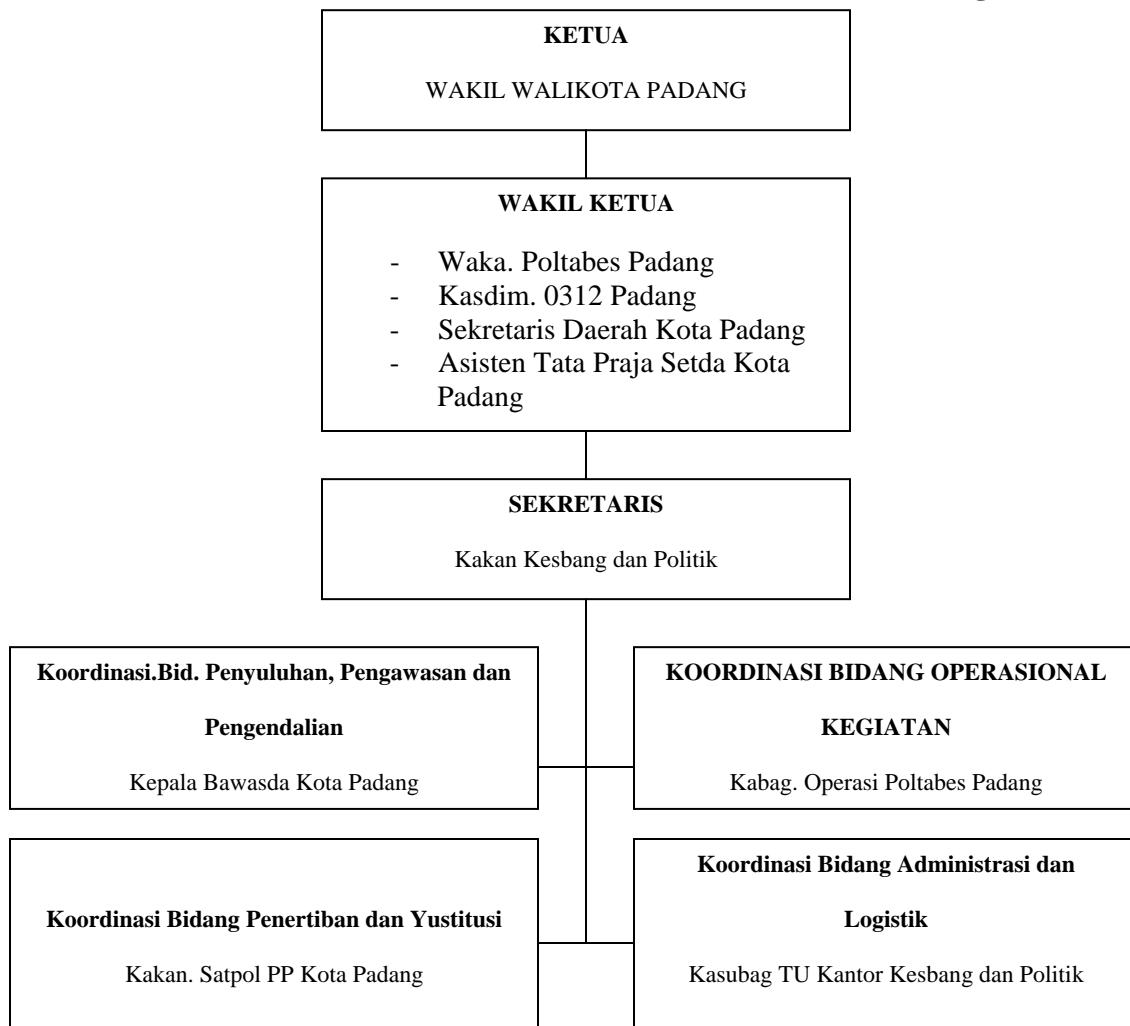 KETUA
WAKIL WALIKOTA PADANG
WAKIL KETUA
- Waka. Poltabes Padang
- Kasdim. 0312 Padang
- Sekretaris Daerah Kota Padang
- Asisten Tata Praja Setda Kota
Padang
SEKRETARIS
Kakan Kesbang dan Politik
Koordinasi.Bid. Penyuluhan, Pengawasan dan
Pengendalian
Kepala Bawasda Kota Padang
KOORDINASI BIDANG OPERASIONAL
KEGIATAN
Kabag. Operasi Poltabes Padang
Koordinasi Bidang Penertiban dan Yustitusi
Kakan. Satpol PP Kota Padang
Koordinasi Bidang Administrasi dan
Logistik
Kasubag TU Kantor Kesbang dan Politik